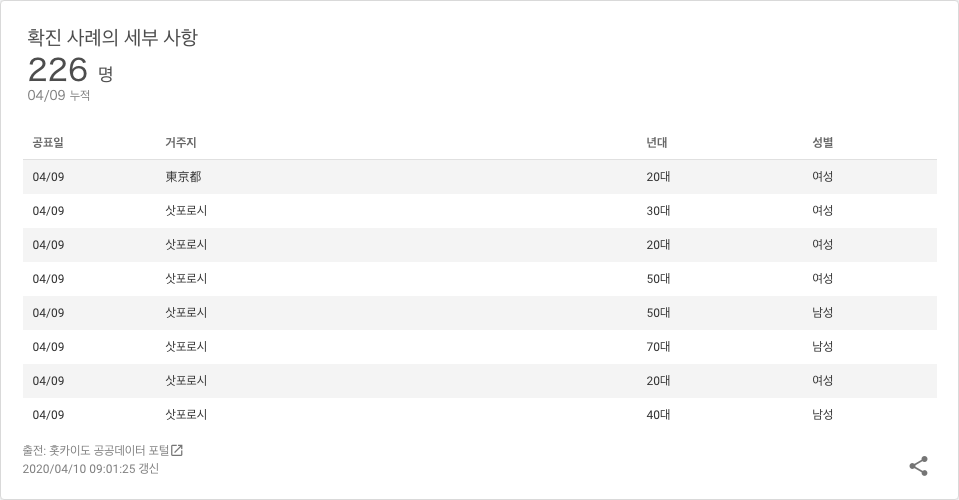 확진 사례의 세부 사항
226 명
04/09 누적
공표일 거주지 년대 성별
04/09 東京都 20대 여성
04/09 삿포로시 30대 여성
04/09 삿포로시 20대 여성
04/09 삿포로시 50대 여성
04/09 삿포로시 50대 남성
04/09 삿포로시 70대 남성
04/09 삿포로시 20대 여성
04/09 삿포로시 40대 남성
출전: 홋카이도 공공데이터 포털
2020/04/10 09:01:25 갱신